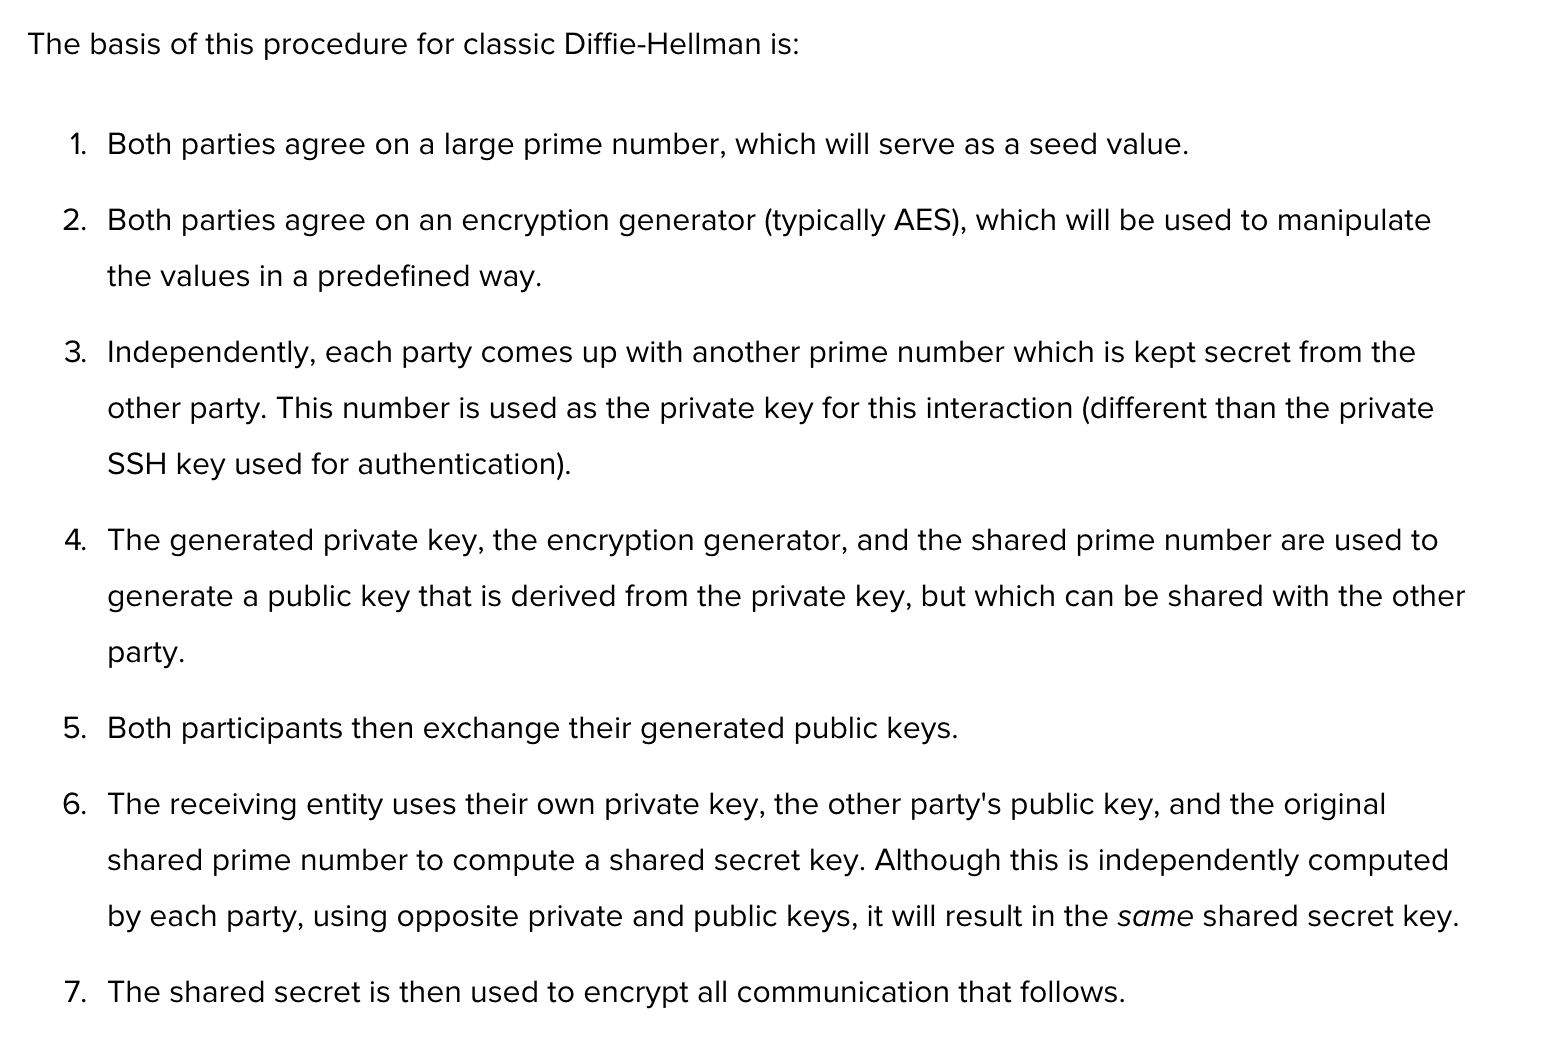 The basis of this procedure for classic Diffie-Hellman is:
1. Both parties agree on a large prime number, which will serve as a seed value.
2. Both parties agree on an encryption generator (typically AES), which will be used to manipulate
the values in a predefined way.
3. Independently, each party comes up with another prime number which is kept secret from the
other party. This number is used as the private key for this interaction (different than the private
SSH key used for authentication).
4. The generated private key, the encryption generator, and the shared prime number are used to
generate a public key that is derived from the private key, but which can be shared with the other
party.
5. Both participants then exchange their generated public keys.
6. The receiving entity uses their own private key, the other party's public key, and the original
shared prime number to compute a shared secret key. Although this is independently computed
by each party, using opposite private and public keys, it will result in the same shared secret key.
7. The shared secret is then used to encrypt all communication that follows.